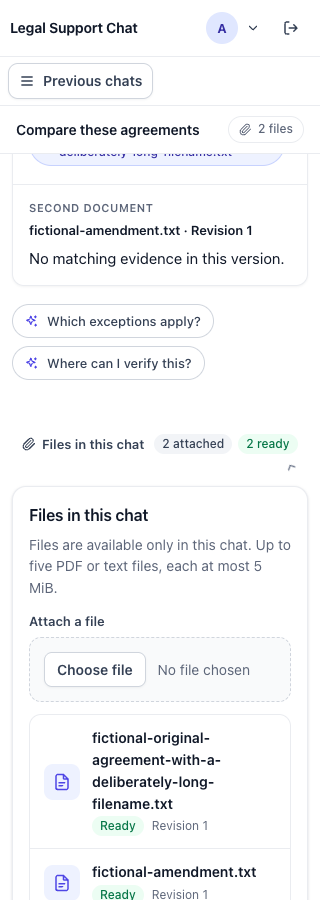 Legal Support Chat
A
Previous chats
Compare these agreements
2 files
deliberately-long-filename.txt
SECOND DOCUMENT
fictional-amendment.txt · Revision 1
No matching evidence in this version.
Which exceptions apply?
Where can I verify this?
Files in this chat
2 attached
2 ready
Files in this chat
Files are available only in this chat. Up to
five PDF or text files, each at most 5
MiB.
Attach a file
Choose file
No file chosen
fictional-original-
agreement-with-a-
deliberately-long-
filename.txt
Ready
Revision 1
fictional-amendment.txt
Ready
Revision 1